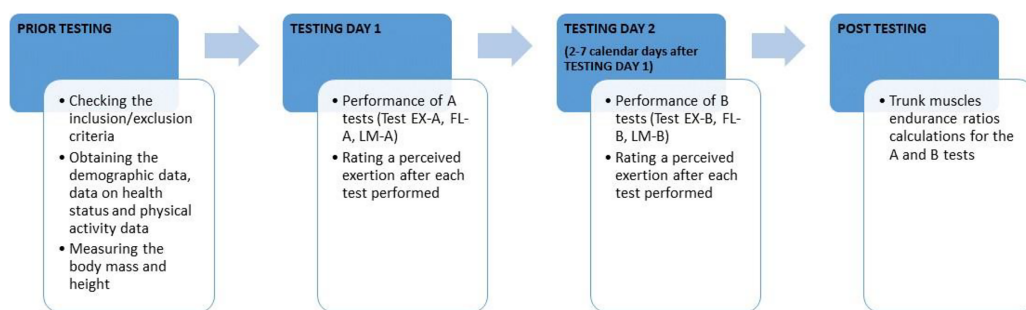 PRIOR TESTING
• Checking the
inclusion/exclusion
criteria
• Obtaining the
demographic data,
data on health
status and physical
activity data
• Measuring the
body mass and
height
TESTING DAY 1
• Performance of A
tests (Test EX-A, FL-
A, LM-A)
• Rating a perceived
exertion after each
test performed
TESTING DAY 2
(2-7 calendar days after
TESTING DAY 1)
• Performance of B
tests (Test EX-B, FL-
B, LM-B)
• Rating a perceived
exertion after each
test performed
POST TESTING
• Trunk muscles
endurance ratios
calculations for the
A and B tests